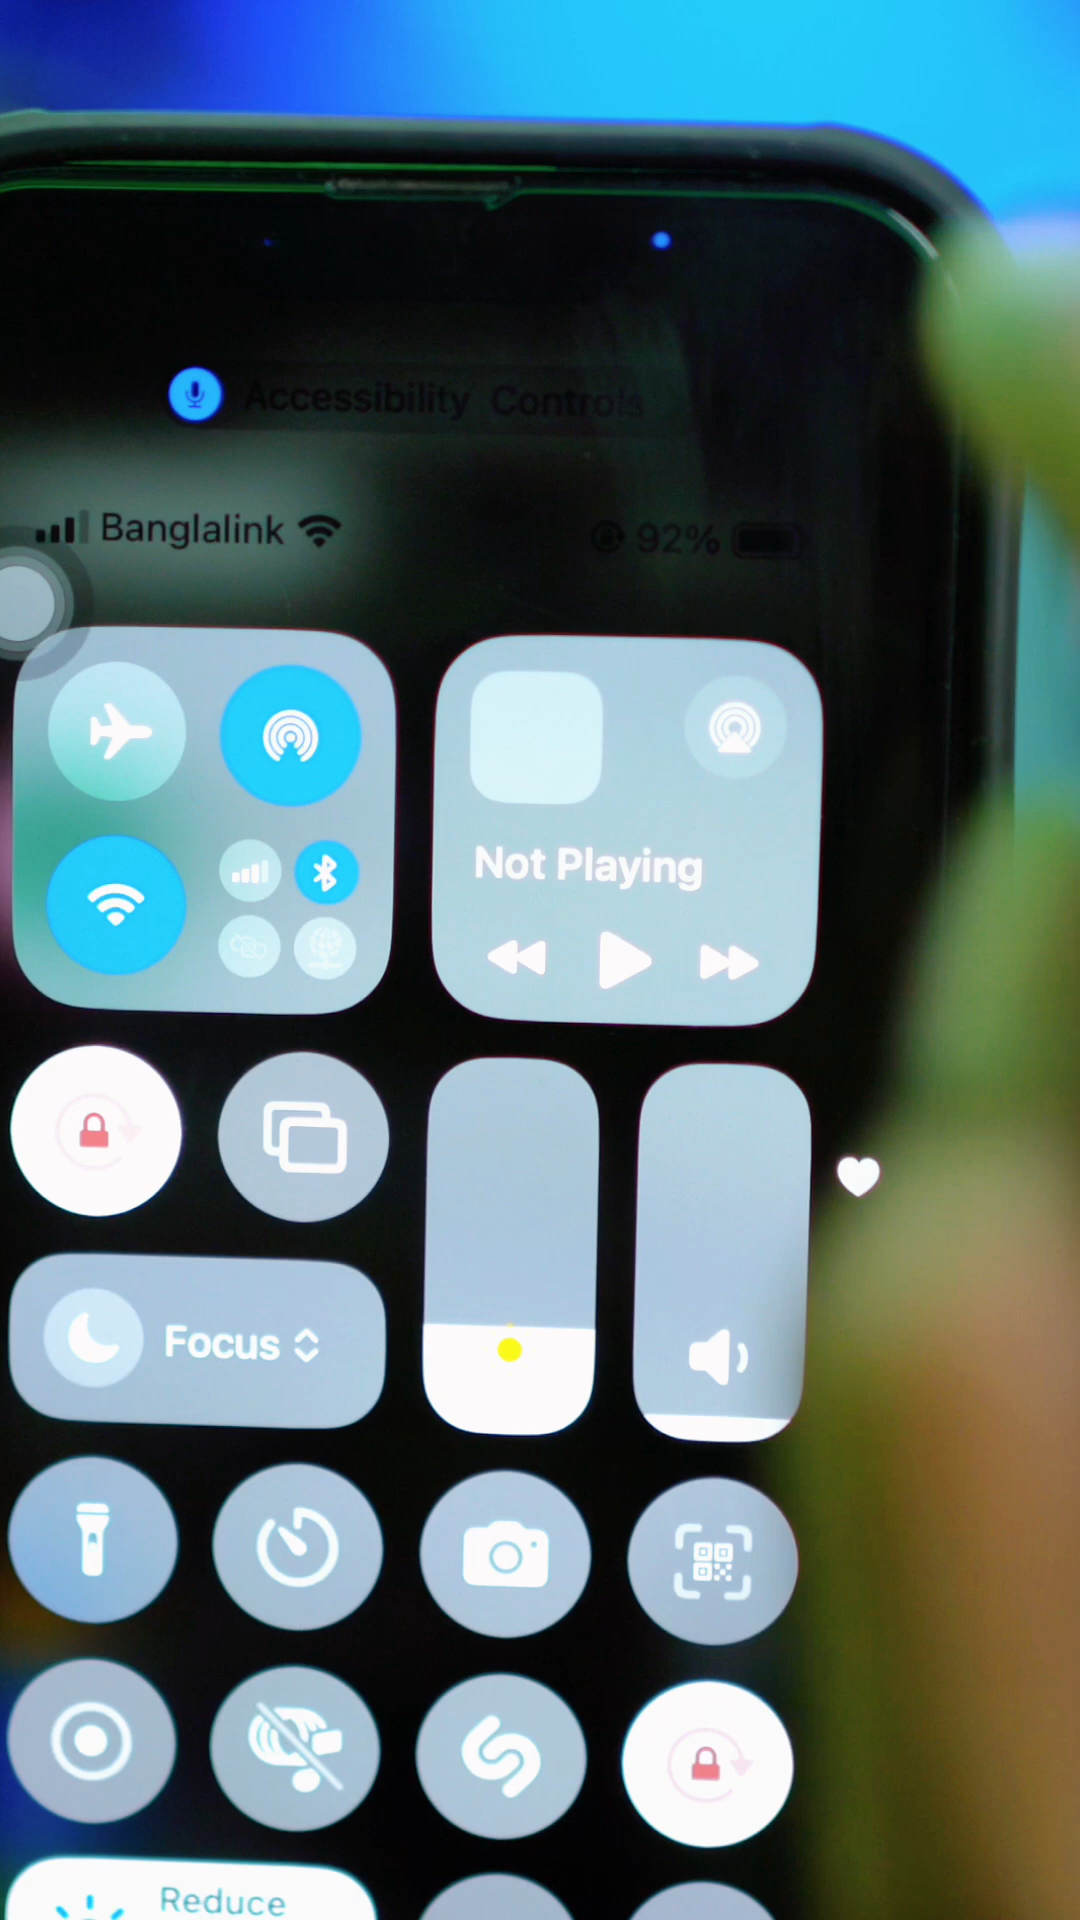 Accessibility Controls
Banglalink
92%
Not Playing
Focus
Reduce